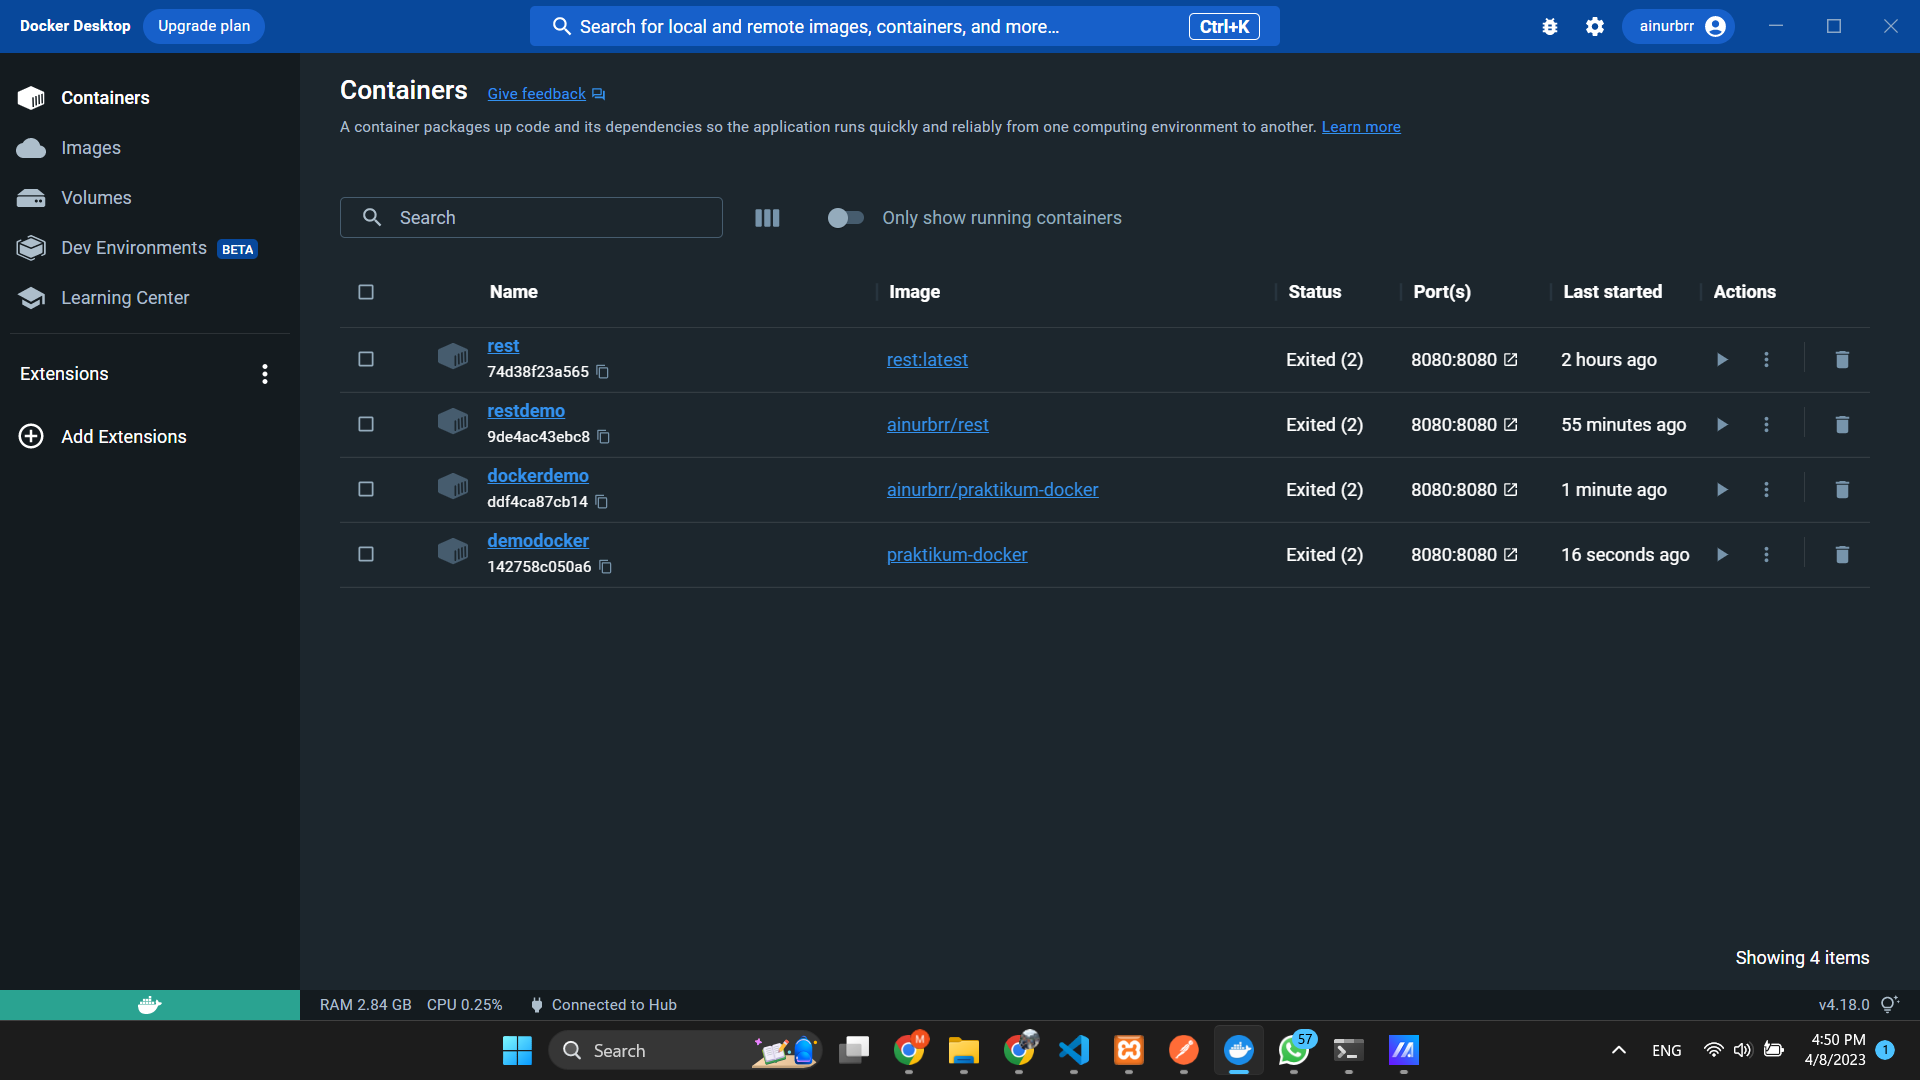 Docker Desktop Upgrade plan Search for local and remote images, containers, and more... Ctrl+K ainurbrr
Containers
Images
Volumes
Dev Environments BETA
Learning Center
Extensions
Add Extensions
Containers Give feedback
A container packages up code and its dependencies so the application runs quickly and reliably from one computing environment to another. Learn more
Search Only show running containers
Name Image Status Port(s) Last started Actions
rest
74d38f23a565
rest:latest Exited (2) 8080:8080 2 hours ago
restdemo
9de4ac43ebc8
ainurbrr/rest Exited (2) 8080:8080 55 minutes ago
dockerdemo
ddf4ca87cb14
ainurbrr/praktikum-docker Exited (2) 8080:8080 1 minute ago
demodocker
142758c050a6
praktikum-docker Exited (2) 8080:8080 16 seconds ago
Showing 4 items
RAM 2.84 GB CPU 0.25% Connected to Hub v4.18.0
Search M 57 ENG 4:50 PM
4/8/2023 1